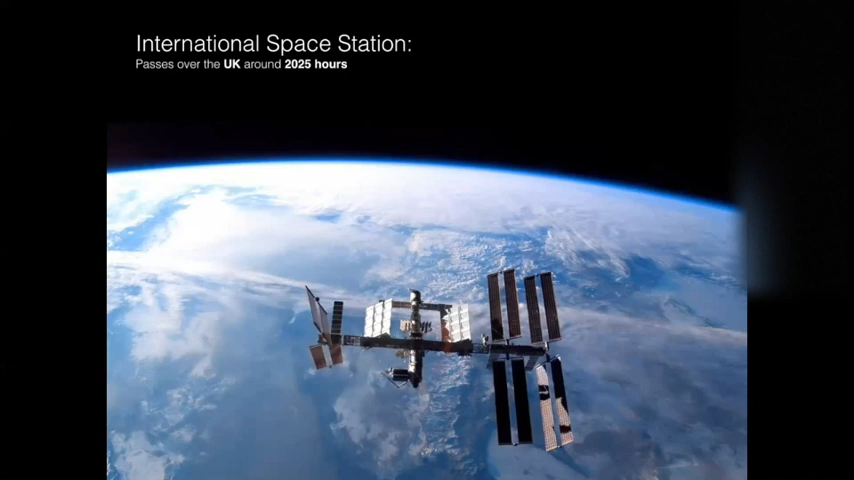 International Space Station:
Passes over the UK around 2025 hours